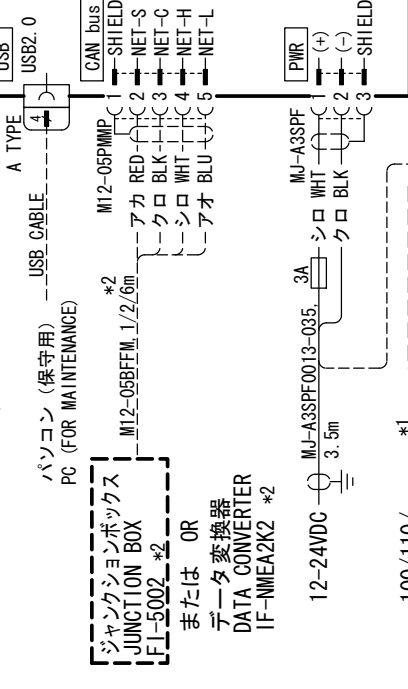 USB
USB2.0
A TYPE
4
USB CABLE
パソコン (保守用)
PC (FOR MAINTENANCE)
CAN bus
SHIELD
NET-S
NET-C
NET-H
NET-L
1
2
3
4
5
M12-05PMMP
アカ RED
クロ BLK
シロ WHT
アオ BLU
*2
M12-05BFFM, 1/2/6m
ジャンクションボックス
JUNCTION BOX
FI-5002 *2
または OR
データ変換器
DATA CONVERTER
IF-NMEA2K2 *2
PWR
(+)
(-)
SHIELD
1
2
3
MJ-A3SPF
シロ WHT
クロ BLK
3A
MJ-A3SPF0013-035,
3.5m
12-24VDC
*1